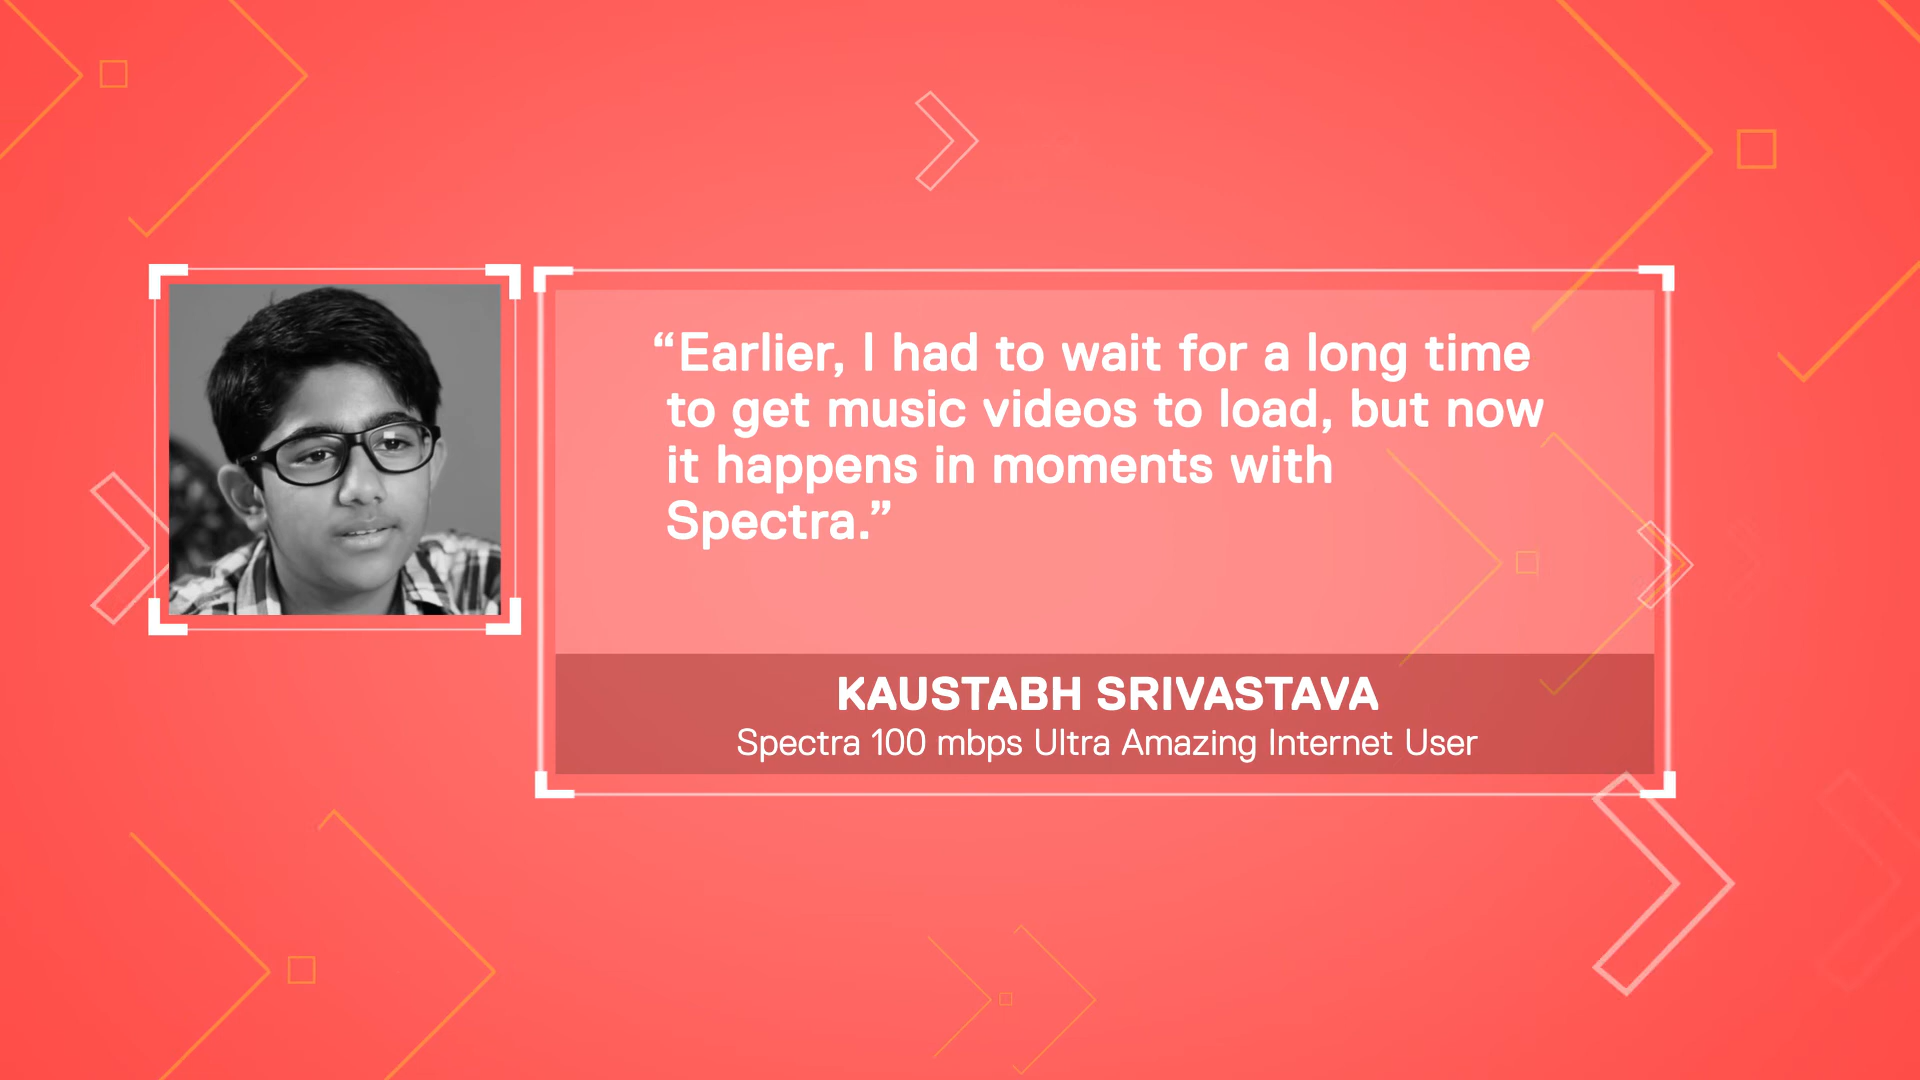 “Earlier, I had to wait for a long time
to get music videos to load, but now
it happens in moments with
Spectra.”
KAUSTABH SRIVASTAVA
Spectra 100 mbps Ultra Amazing Internet User